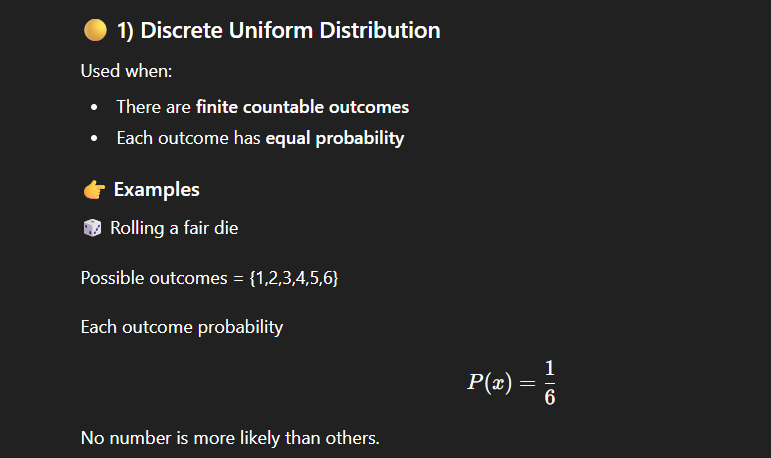 🟡 1) Discrete Uniform Distribution
Used when:
• There are finite countable outcomes
• Each outcome has equal probability
👉 Examples
🎲 Rolling a fair die
Possible outcomes = {1,2,3,4,5,6}
Each outcome probability
P(x) = 1/6
No number is more likely than others.